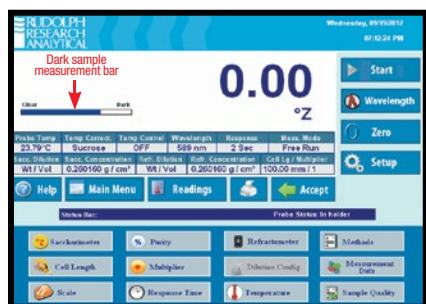 RUDOLPH
RESEARCH
ANALYTICAL
Wednesday, 09/19/2012
07:12:24 PM
Dark sample
measurement bar
Clear
Dark
0.00
°Z
Start
Wavelength
Zero
Setup
Probe Temp Temp Correct. Temp Control Wavelength Response Meas. Mode
23.79°C Sucrose OFF 589 nm 2 Sec Free Run
Sacc. Dilution Sacc. Concentration Refr. Dilution Refr. Concentration Cell Lg / Multiplier
Wt / Vol 0.260160 g / cm³ Wt / Vol 0.260160 g / cm³ 100.00 mm / 1
Help Main Menu Readings Accept
Status Bar: Probe Status: In holder
Saccharimeter % Purity Refractometer Methods
Cell Length Multiplier Dilution Config Measurement Data
Scale Response Time Temperature Sample Quality